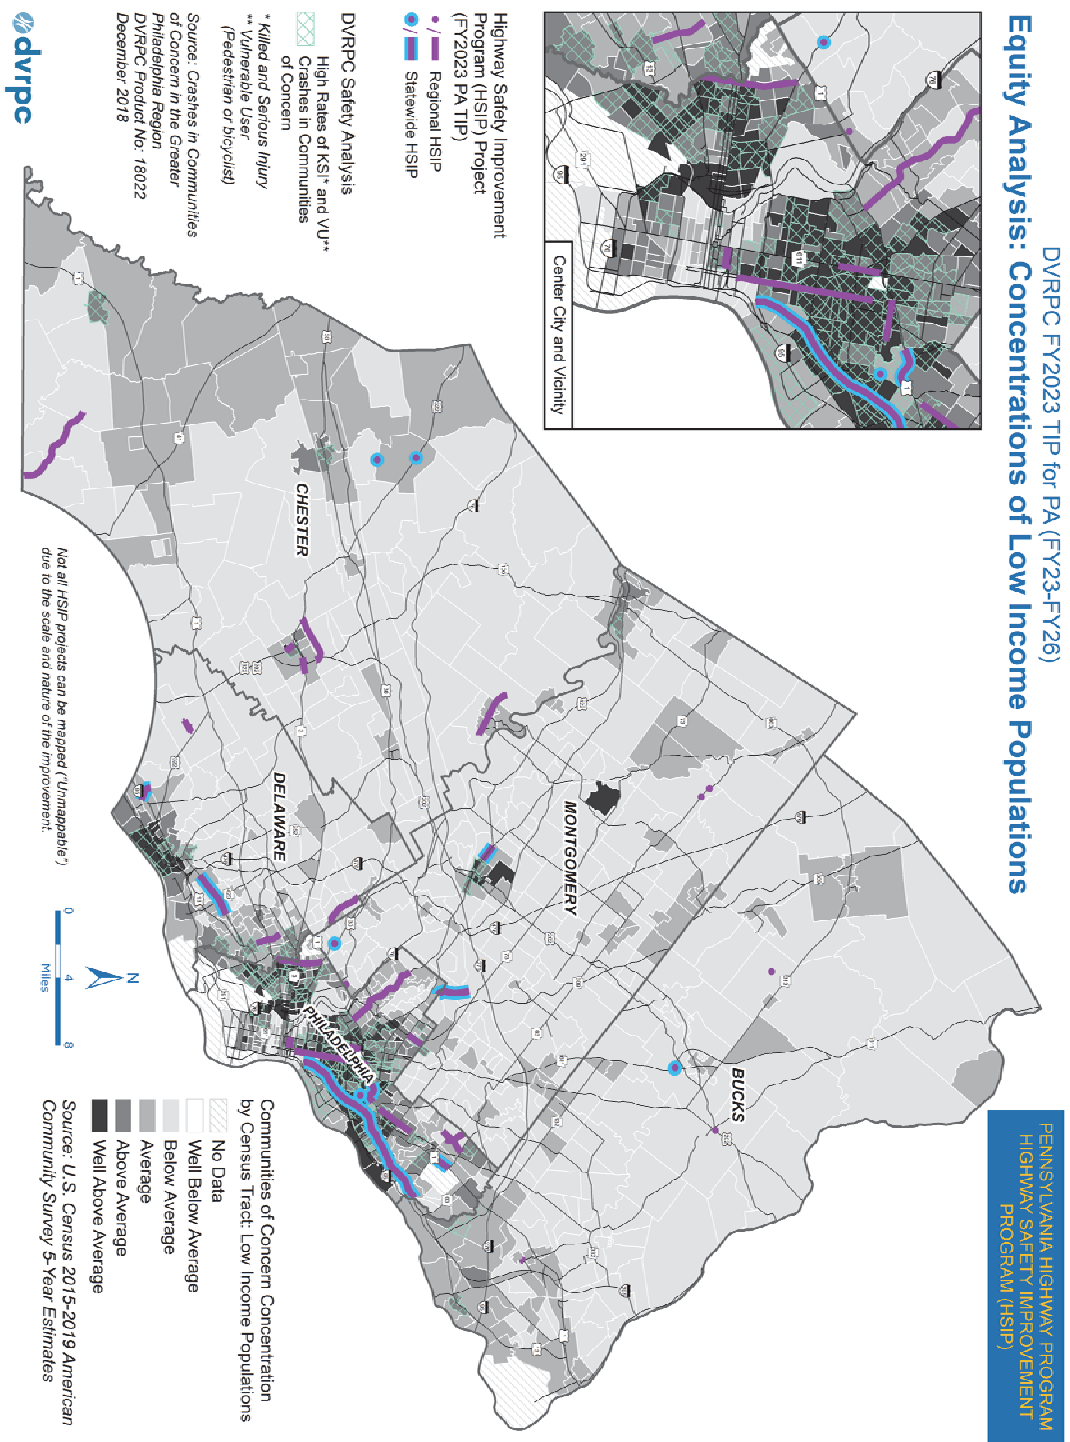 DVRPC FY2023 TIP for PA (FY23-FY26)
Equity Analysis: Concentrations of Low Income Populations
PENNSYLVANIA HIGHWAY PROGRAM
HIGHWAY SAFETY IMPROVEMENT
PROGRAM (HSIP)
Center City and Vicinity
Highway Safety Improvement
Program (HSIP) Project
(FY2023 PA TIP)
Regional HSIP
Statewide HSIP
DVRPC Safety Analysis
High Rates of KSI* and VU**
Crashes in Communities
of Concern
* Killed and Serious Injury
** Vulnerable User
(Pedestrian or bicyclist)
Source: Crashes in Communities
of Concern in the Greater
Philadelphia Region
DVRPC Product No: 18022
December 2018
dvrpc
CHESTER
DELAWARE
MONTGOMERY
PHILADELPHIA
BUCKS
Not all HSIP projects can be mapped ("Unmappable")
due to the scale and nature of the improvement.
0 4 8
Miles
N
Communities of Concern Concentration
by Census Tract: Low Income Populations
No Data
Well Below Average
Below Average
Average
Above Average
Well Above Average
Source: U.S. Census 2015-2019 American
Community Survey 5-Year Estimates